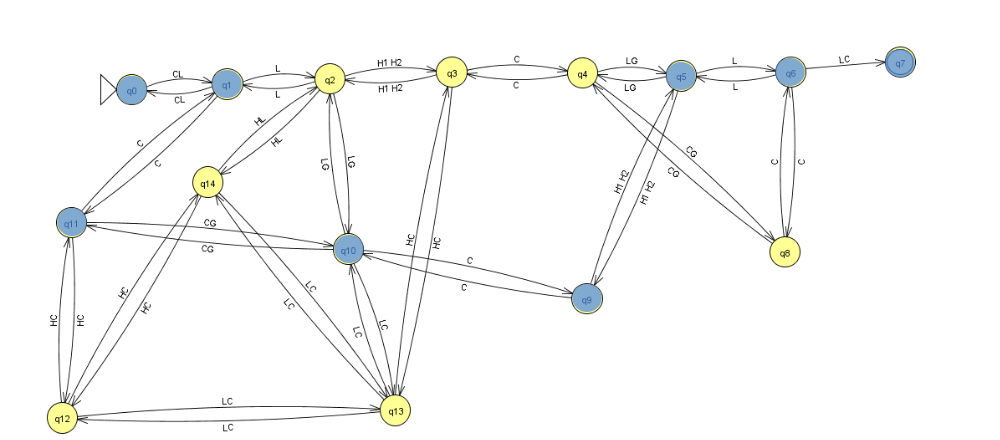 LC
q7
H1 H2
C
LG
L
q6
CL
L
q3
q4
q5
q2
q1
H1 H2
C
LG
L
q0
CL
L
HL
C
C
HL
CG
CG
LG
LG
C
C
q14
H1 H2
H1 H2
q11
CG
HC
HC
CG
q10
C
q8
C
q9
HC
HC
LC
LC
HC
HC
LC
LC
LC
q12
q13
LC